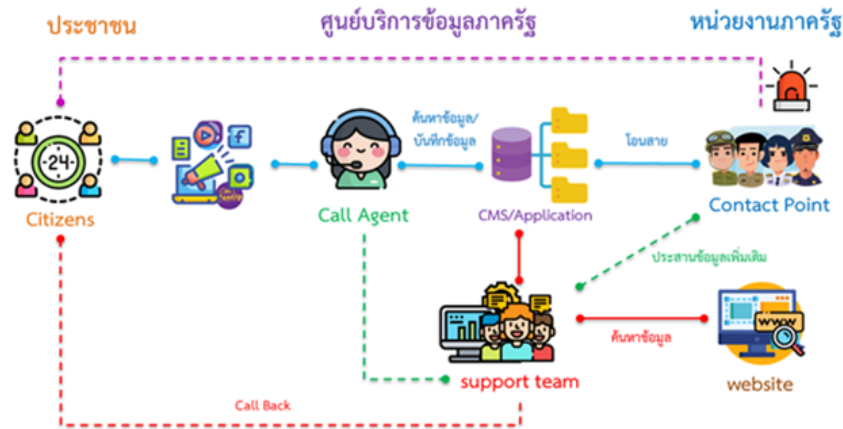 ประชาชน
ศูนย์บริการข้อมูลภาครัฐ
หน่วยงานภาครัฐ
24
ค้นหาข้อมูล/
บันทึกข้อมูล
โอนสาย
Citizens
Call Agent
CMS/Application
Contact Point
ประสานข้อมูลเพิ่มเติม
www
ค้นหาข้อมูล
support team
website
Call Back